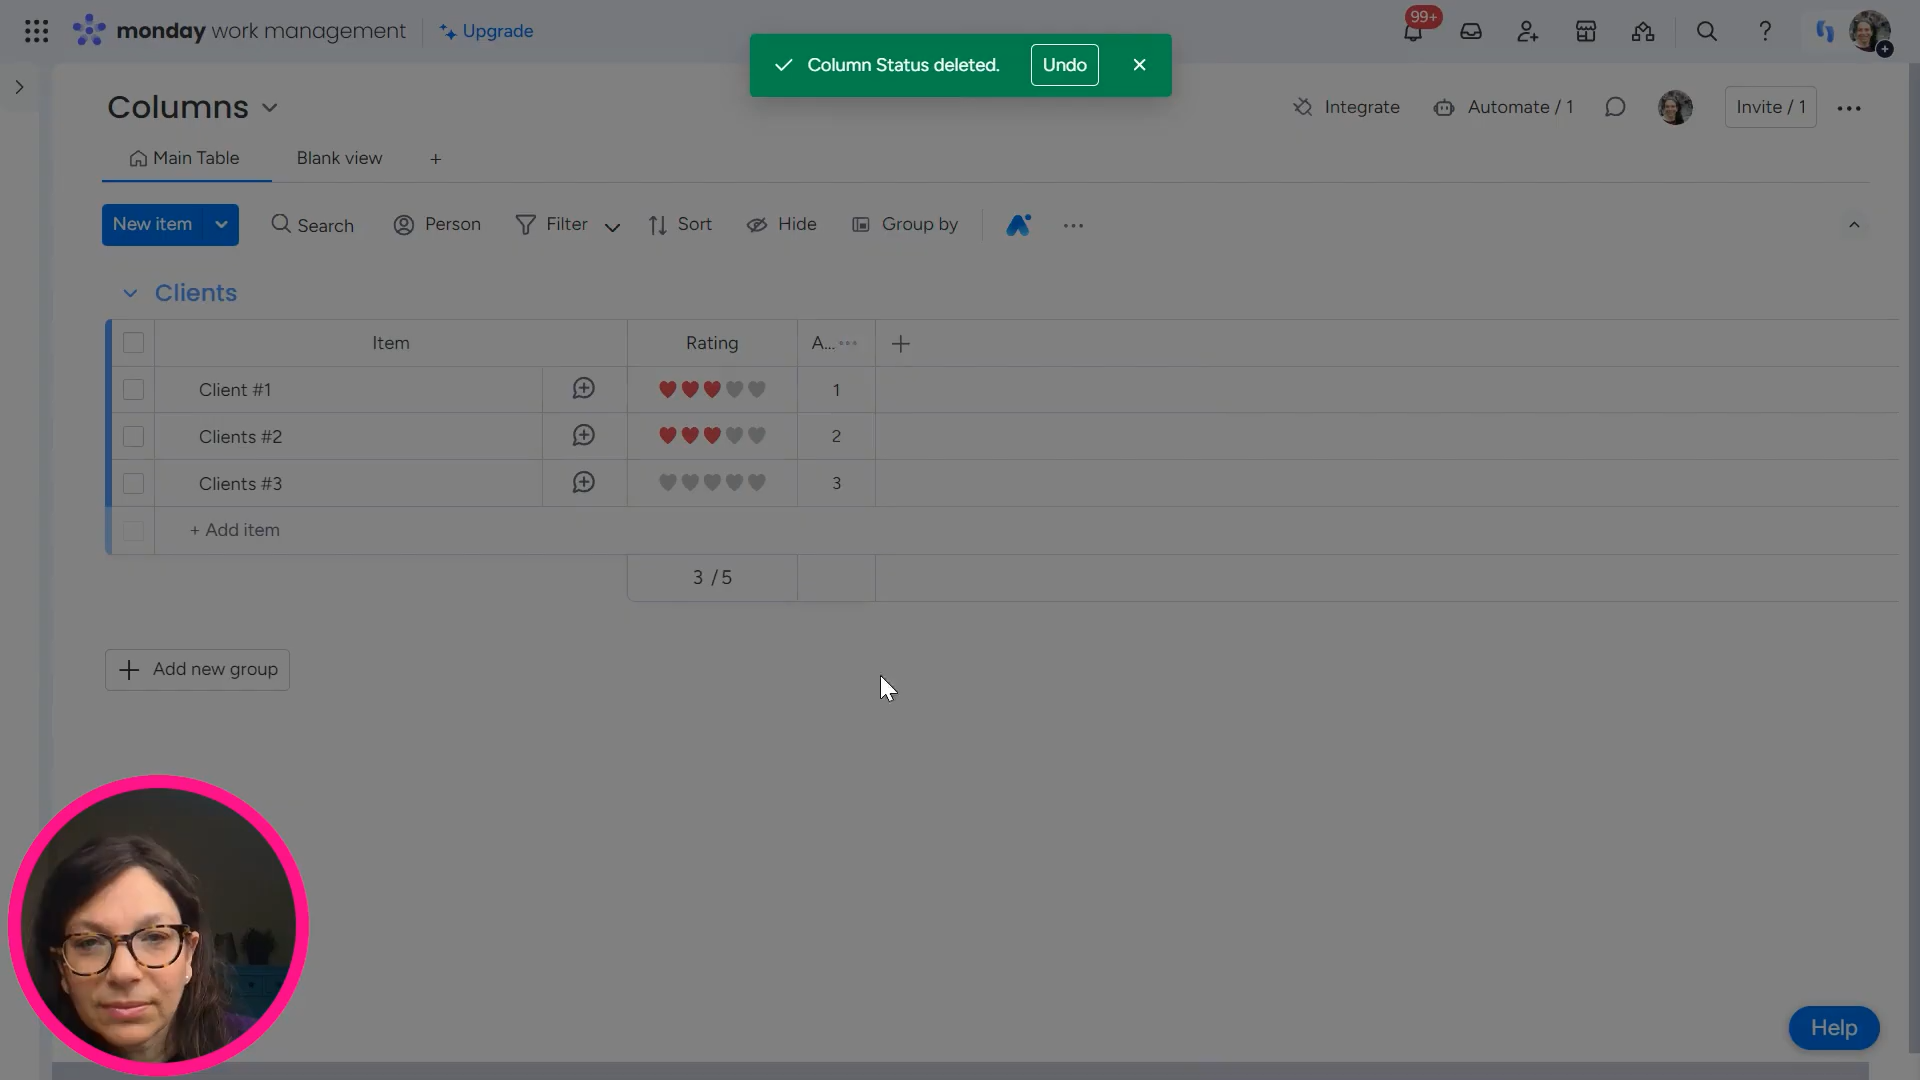 monday work management
Upgrade
99+
Column Status deleted.
Undo
Columns
Integrate
Automate / 1
Invite / 1
Main Table
Blank view
+
New item
Search
Person
Filter
Sort
Hide
Group by
Clients
Item
Rating
A...
Client #1
1
Clients #2
2
Clients #3
3
+ Add item
3 / 5
Add new group
Help